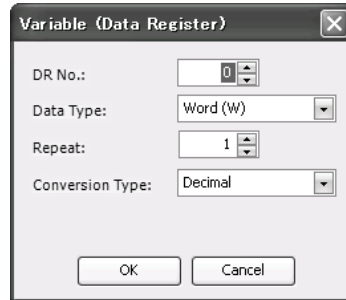 Variable (Data Register)
DR No.: 0
Data Type: Word (W)
Repeat: 1
Conversion Type: Decimal
OK Cancel